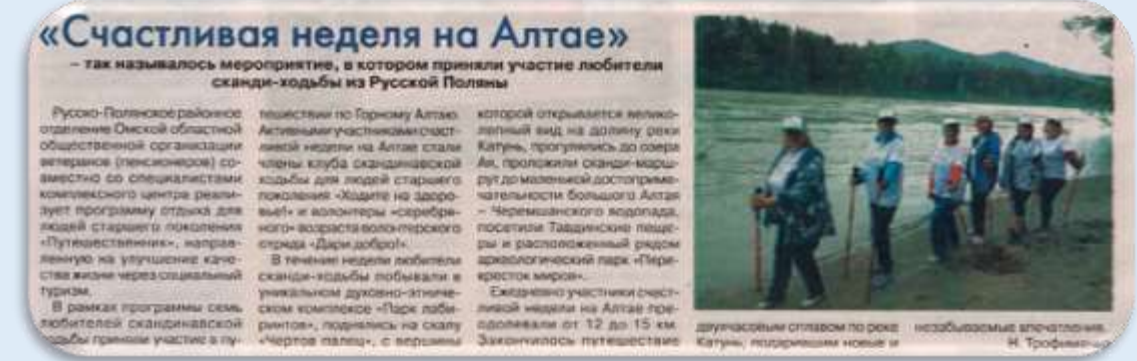 «Счастливая неделя на Алтае»
– так называлось мероприятие, в котором приняли участие любители
сканди-ходьбы из Русской Поляны
Русско-Полянское районное
отделение Омской областной
общественной организации
ветеранов (пенсионеров) со-
вместно со специалистами
комплексного центра реали-
зует программу отдыха для
людей старшего поколения
«Путешественник», направ-
ленную на улучшение каче-
ства жизни через социальный
туризм.
В рамках программы семь
любителей скандинавской
ходьбы приняли участие в пу-
тешествии по Горному Алтаю.
Активными участниками счаст-
ливой недели на Алтае стали
члены клуба скандинавской
ходьбы для людей старшего
поколения «Ходите на здоро-
вье!» и волонтеры «серебря-
ного» возраста волонтерского
отряда «Дари добро!».
В течение недели любители
сканди-ходьбы побывали в
уникальном духовно-этниче-
ском комплексе «Парк лаби-
ринтов», поднялись на скалу
«Чертов палец», с вершины
которой открывается велико-
лепный вид на долину реки
Катунь, прогулялись до озера
Ая, проложили сканди-марш-
рут до маленькой достоприме-
чательности большого Алтая
– Черемшанского водопада,
посетили Тавдинские пеще-
ры и расположенный рядом
археологический парк «Пере-
кресток миров».
Ежедневно участники счаст-
ливой недели на Алтае пре-
одолевали от 12 до 15 км.
Закончилось путешествие
двухчасовым сплавом по реке
Катунь, подарившим новые и
незабываемые впечатления.
Н.